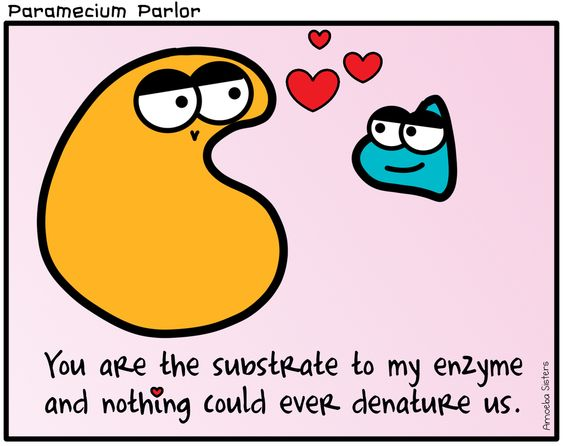 Paramecium Parlor
You are the substrate to my enzyme
and nothing could ever denature us.
Amoeba Sisters